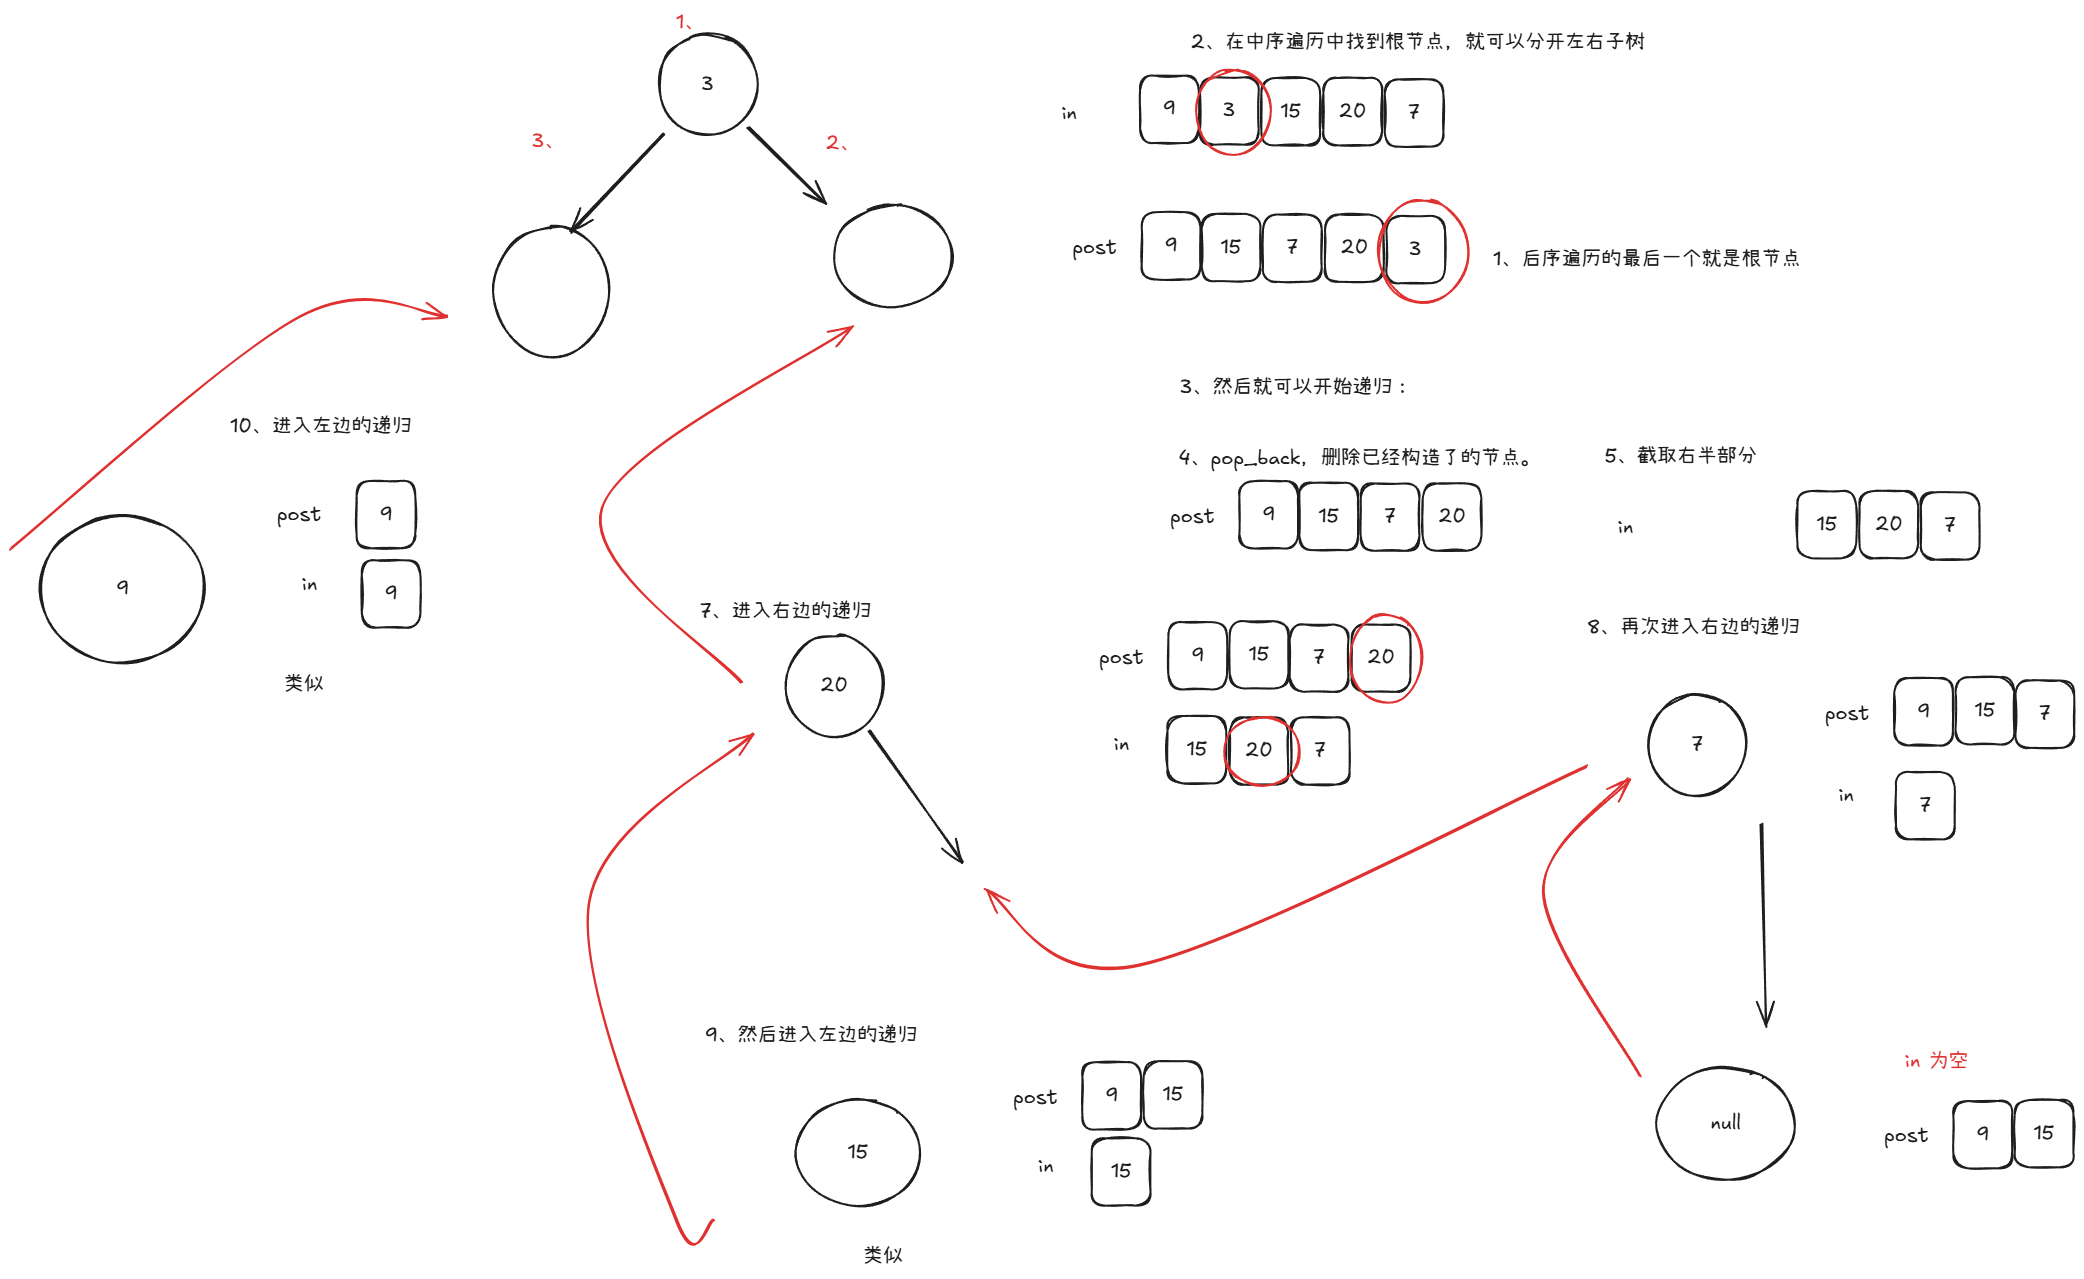 1、
3
3、
2、
2、在中序遍历中找到根节点，就可以分开左右子树
in 9 3 15 20 7
post 9 15 7 20 3
1、后序遍历的最后一个就是根节点
3、然后就可以开始递归：
4、pop_back，删除已经构造了的节点。
post 9 15 7 20
5、截取右半部分
in 15 20 7
10、进入左边的递归
post 9
in 9
9
类似
7、进入右边的递归
20
post 9 15 7 20
in 15 20 7
8、再次进入右边的递归
7
post 9 15 7
in 7
9、然后进入左边的递归
15
post 9 15
in 15
类似
in 为空
null
post 9 15